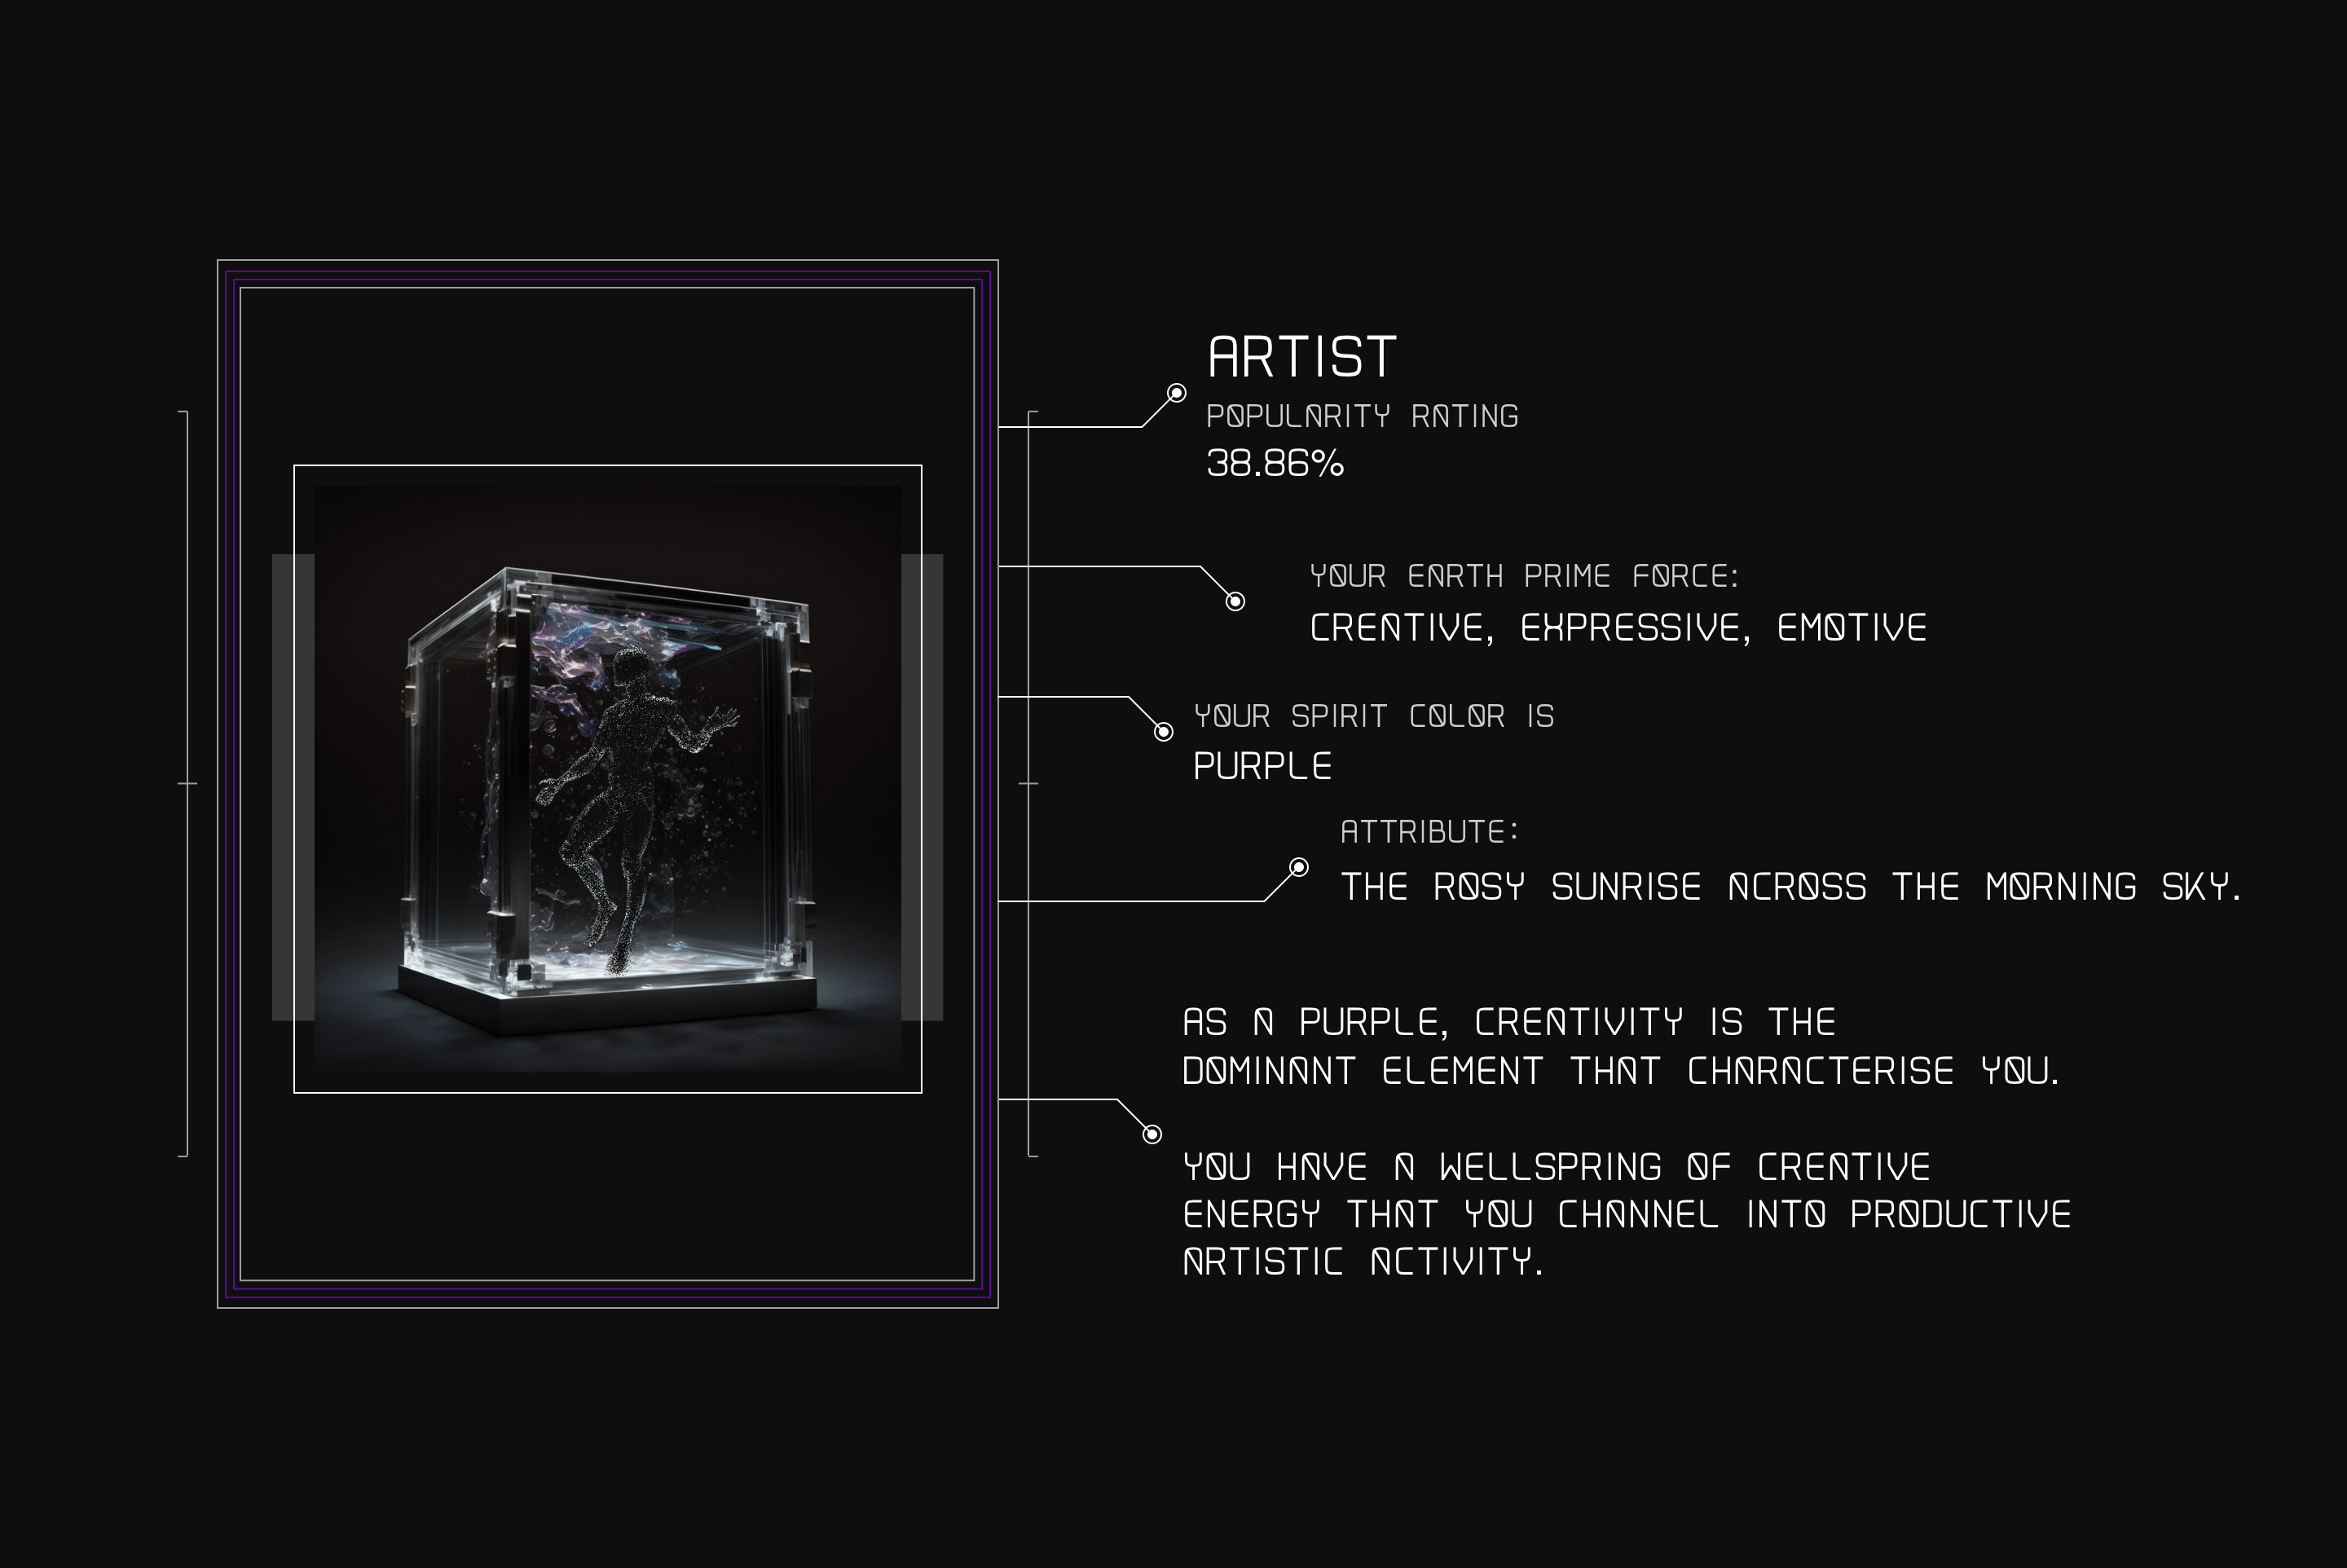 ARTIST
POPULARITY RATING
38.86%
YOUR EARTH PRIME FORCE:
CREATIVE, EXPRESSIVE, EMOTIVE
YOUR SPIRIT COLOR IS
PURPLE
ATTRIBUTE:
THE ROSY SUNRISE ACROSS THE MORNING SKY.
AS A PURPLE, CREATIVITY IS THE
DOMINANT ELEMENT THAT CHARACTERISE YOU.
YOU HAVE A WELLSPRING OF CREATIVE
ENERGY THAT YOU CHANNEL INTO PRODUCTIVE
ARTISTIC ACTIVITY.